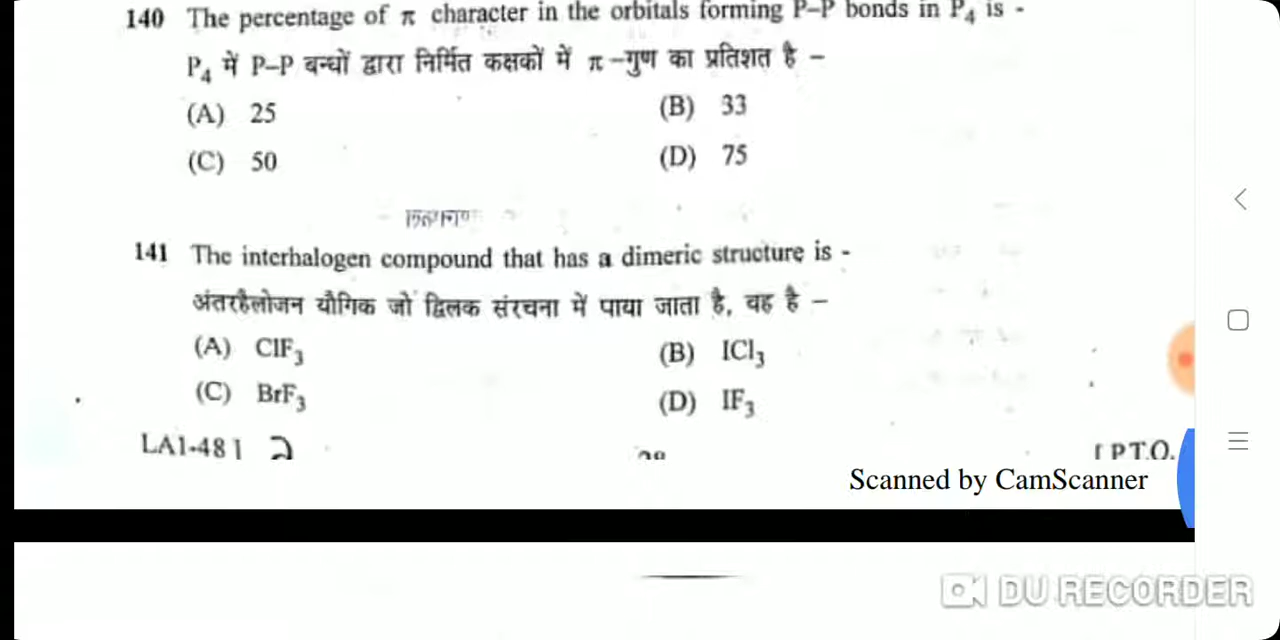 140 The percentage of π character in the orbitals forming P–P bonds in P₄ is -
P₄ में P–P बन्धों द्वारा निर्मित कक्षकों में π –गुण का प्रतिशत है –
(A) 25 (B) 33
(C) 50 (D) 75
141 The interhalogen compound that has a dimeric structure is -
अंतरहैलोजन यौगिक जो द्विलक संरचना में पाया जाता है, वह है –
(A) ClF₃ (B) ICl₃
(C) BrF₃ (D) IF₃
LA1-481 2 [ P.T.O.
Scanned by CamScanner
DU RECORDER